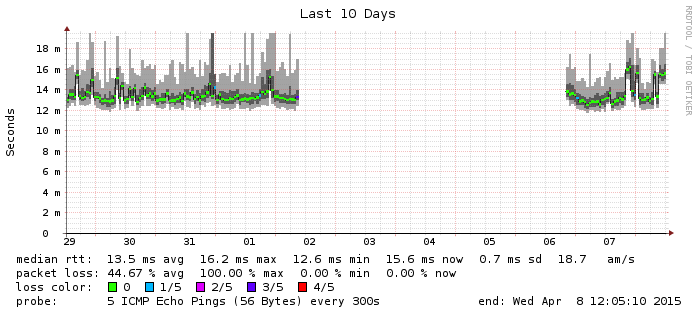 Last 10 Days
RRDTOOL / TOBI OETIKER
Seconds
18 m
16 m
14 m
12 m
10 m
8 m
6 m
4 m
2 m
0
29 30 31 01 02 03 04 05 06 07
median rtt: 13.5 ms avg 16.2 ms max 12.6 ms min 15.6 ms now 0.7 ms sd 18.7 am/s
packet loss: 44.67 % avg 100.00 % max 0.00 % min 0.00 % now
loss color: 0 1/5 2/5 3/5 4/5
probe: 5 ICMP Echo Pings (56 Bytes) every 300s end: Wed Apr 8 12:05:10 2015